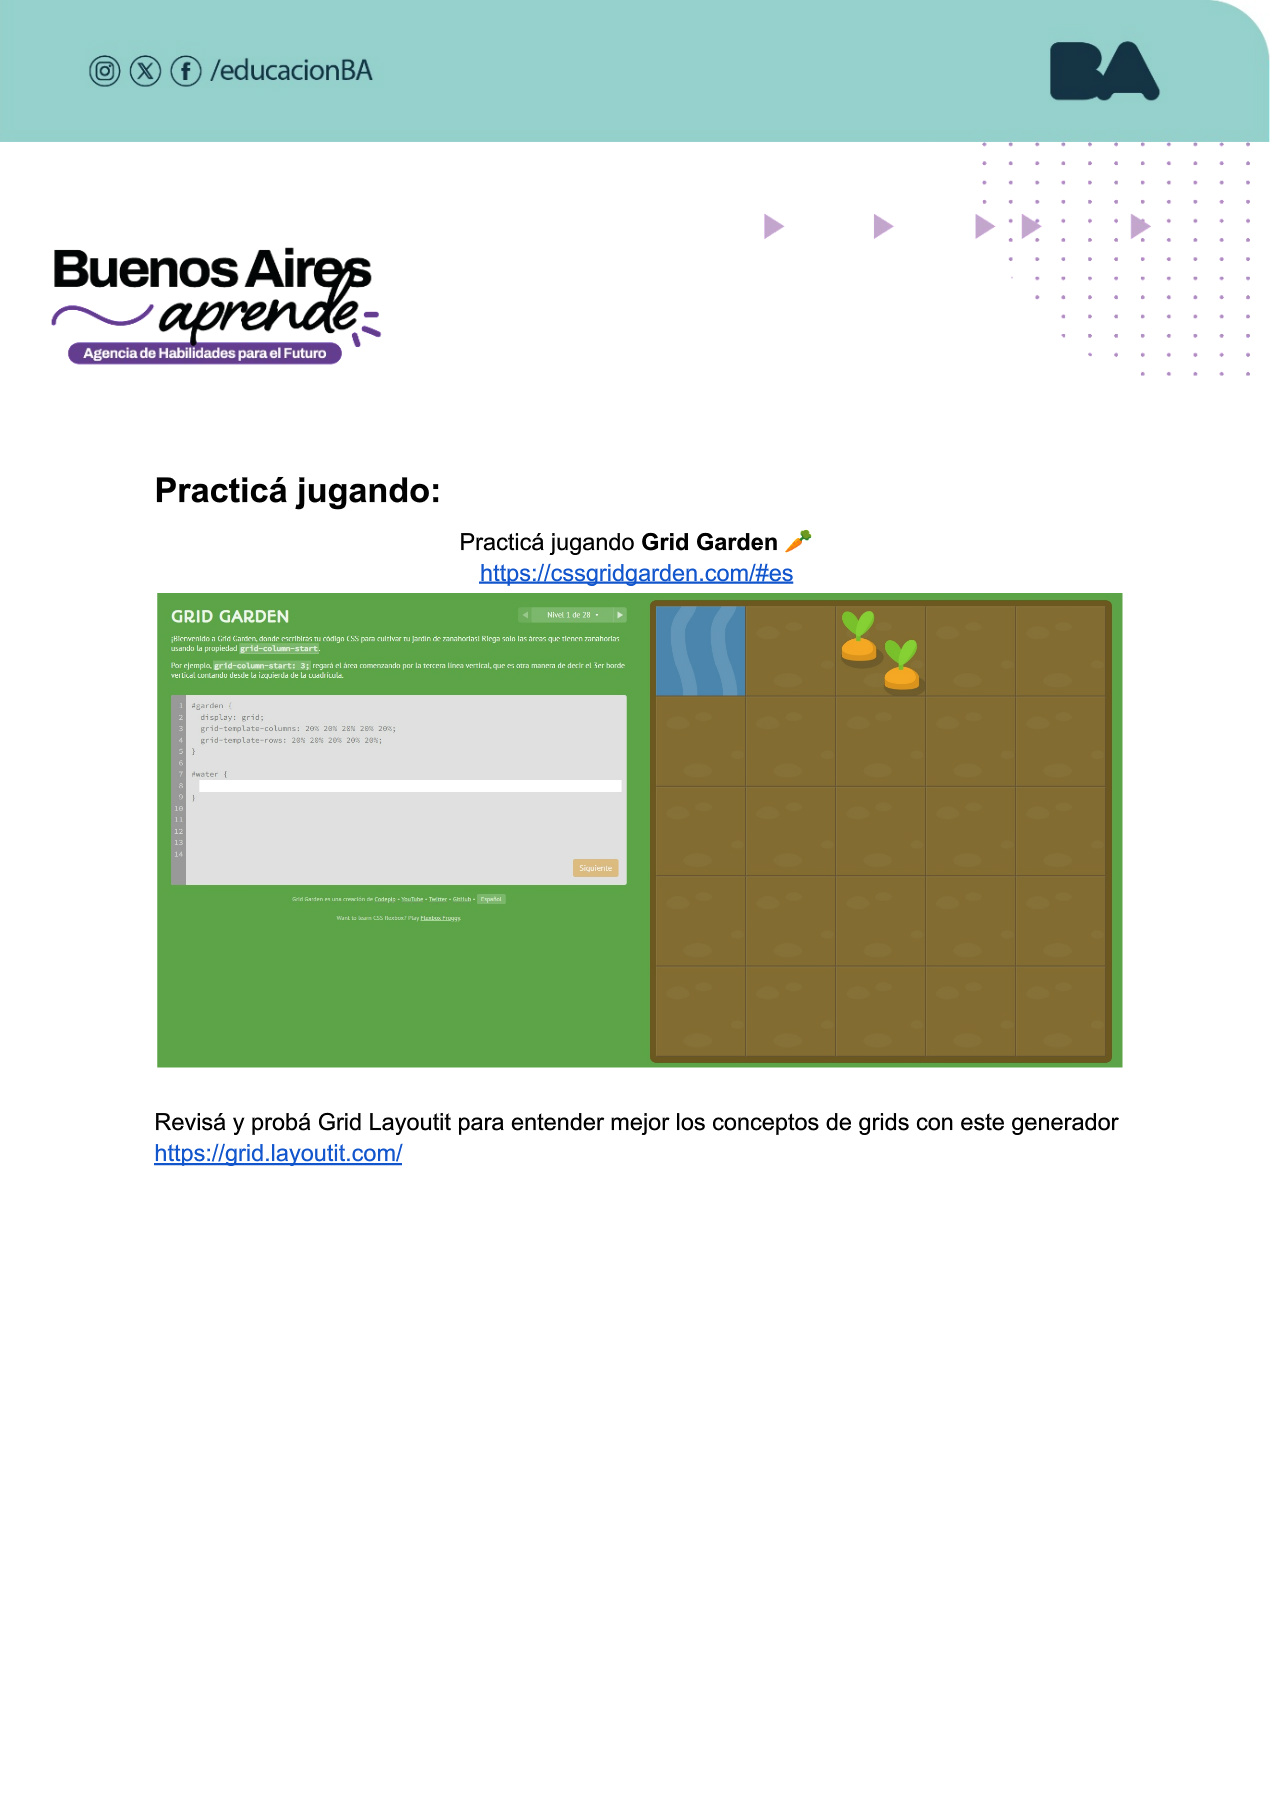 /educacionBA
BA
Buenos Aires
aprende
Agencia de Habilidades para el Futuro
Practicá jugando:
Practicá jugando Grid Garden 🥕
https://cssgridgarden.com/#es
GRID GARDEN
Nivel 1 de 28
¡Bienvenido a Grid Garden, donde escribirás tu código CSS para cultivar tu jardín de zanahorias! Riega solo las áreas que tienen zanahorias
usando la propiedad grid-column-start.
Por ejemplo, grid-column-start: 3; regará el área comenzando por la tercera línea vertical, que es otra manera de decir el 3er borde
vertical contando desde la izquierda de la cuadrícula.
1 #garden {
2 display: grid;
3 grid-template-columns: 20% 20% 20% 20% 20%;
4 grid-template-rows: 20% 20% 20% 20% 20%;
5 }
6
7 #water {
8
9 }
10
11
12
13
14
Siguiente
Grid Garden es una creación de Codepip • YouTube • Twitter • GitHub • Español
Want to learn CSS flexbox? Play Flexbox Froggy.
Revisá y probá Grid Layoutit para entender mejor los conceptos de grids con este generador
https://grid.layoutit.com/